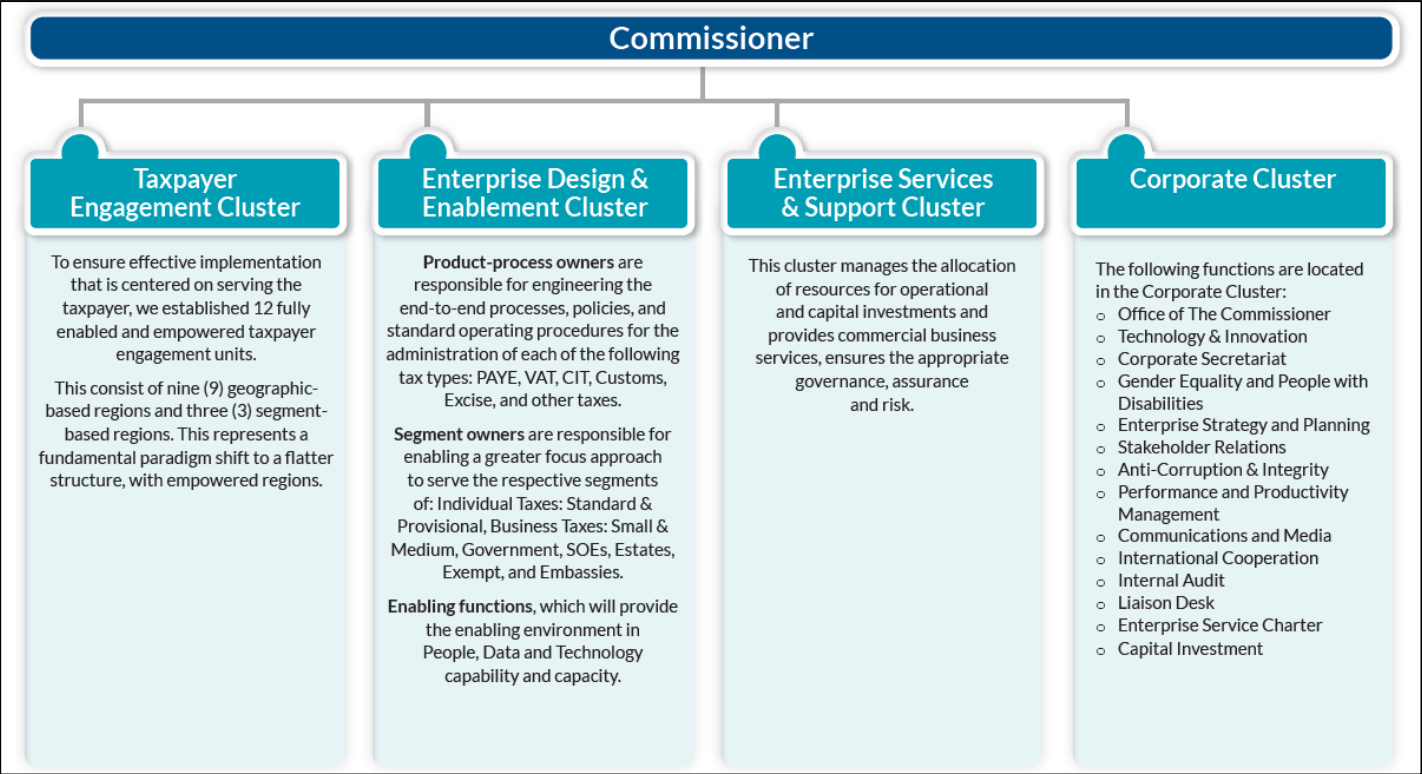 Commissioner
Taxpayer
Engagement Cluster
To ensure effective implementation
that is centered on serving the
taxpayer, we established 12 fully
enabled and empowered taxpayer
engagement units.
This consist of nine (9) geographic-
based regions and three (3) segment-
based regions. This represents a
fundamental paradigm shift to a flatter
structure, with empowered regions.
Enterprise Design &
Enablement Cluster
Product-process owners are
responsible for engineering the
end-to-end processes, policies, and
standard operating procedures for the
administration of each of the following
tax types: PAYE, VAT, CIT, Customs,
Excise, and other taxes.
Segment owners are responsible for
enabling a greater focus approach
to serve the respective segments
of: Individual Taxes: Standard &
Provisional, Business Taxes: Small &
Medium, Government, SOEs, Estates,
Exempt, and Embassies.
Enabling functions, which will provide
the enabling environment in
People, Data and Technology
capability and capacity.
Enterprise Services
& Support Cluster
This cluster manages the allocation
of resources for operational
and capital investments and
provides commercial business
services, ensures the appropriate
governance, assurance
and risk.
Corporate Cluster
The following functions are located
in the Corporate Cluster:
o Office of The Commissioner
o Technology & Innovation
o Corporate Secretariat
o Gender Equality and People with
Disabilities
o Enterprise Strategy and Planning
o Stakeholder Relations
o Anti-Corruption & Integrity
o Performance and Productivity
Management
o Communications and Media
o International Cooperation
o Internal Audit
o Liaison Desk
o Enterprise Service Charter
o Capital Investment